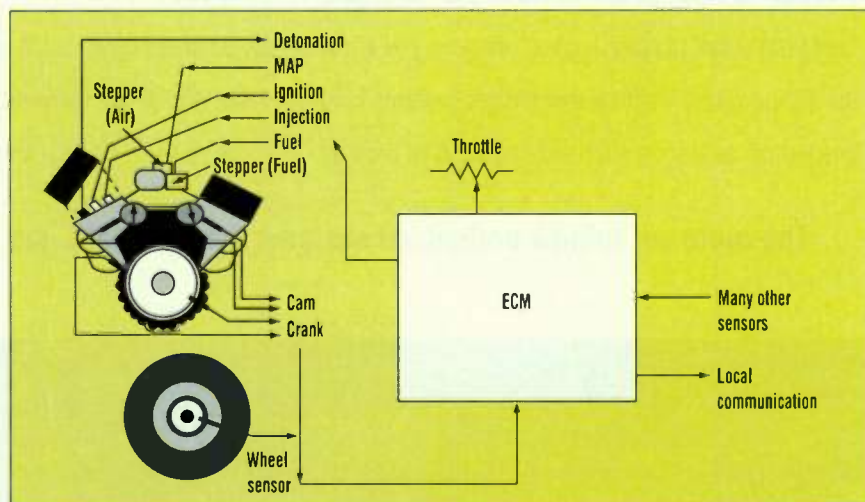 Detonation
MAP
Ignition
Injection
Fuel
Stepper
(Air)
Stepper (Fuel)
Throttle
ECM
Many other
sensors
Local
communication
Cam
Crank
Wheel
sensor